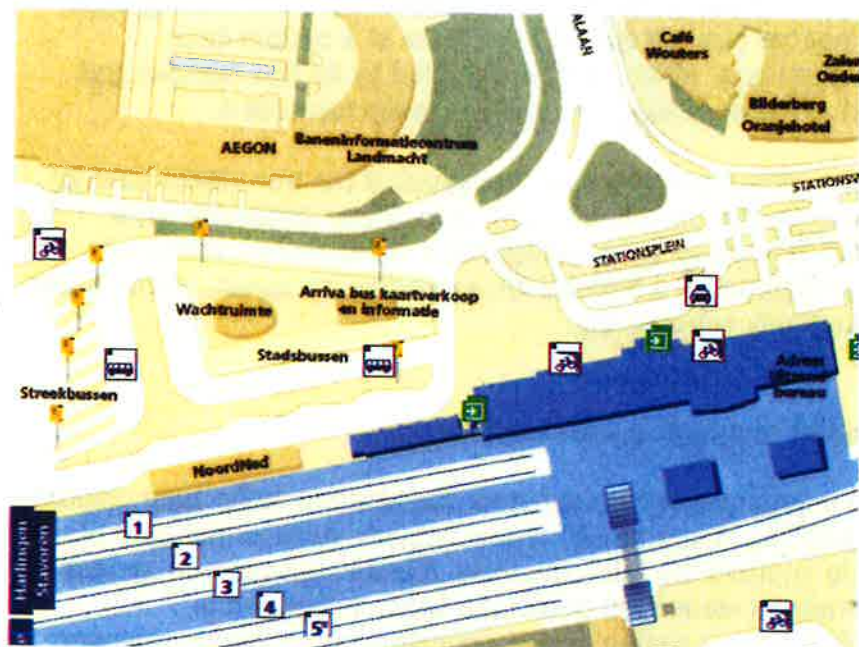 ALAAN
Café
Wouters
Bilderberg
Oranjehotel
AEGON
Baneninformatiecentrum
Landmacht
STATIONSPLEIN
Wachtruimte
Arriva bus kaartverkoop
en informatie
Stadsbussen
Streekbussen
NoordNed
Harlingen
Stavoren
1
2
3
4
5